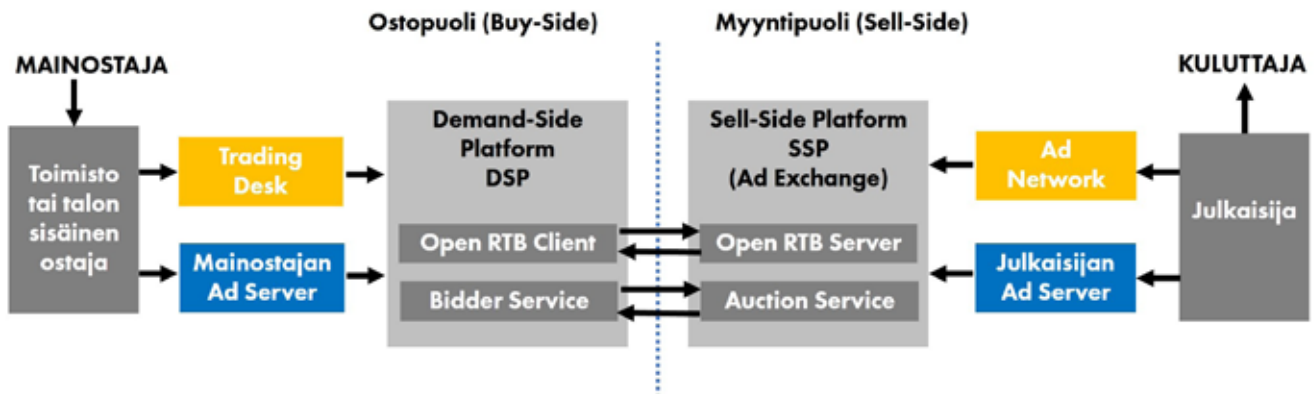 Ostopuoli (Buy-Side)
Myyntipuoli (Sell-Side)
MAINOSTAJA
KULUTTAJA
Toimisto
tai talon
sisäinen
ostaja
Trading
Desk
Mainostajan
Ad Server
Demand-Side
Platform
DSP
Open RTB Client
Bidder Service
Sell-Side Platform
SSP
(Ad Exchange)
Open RTB Server
Auction Service
Ad
Network
Julkaisijan
Ad Server
Julkaisija